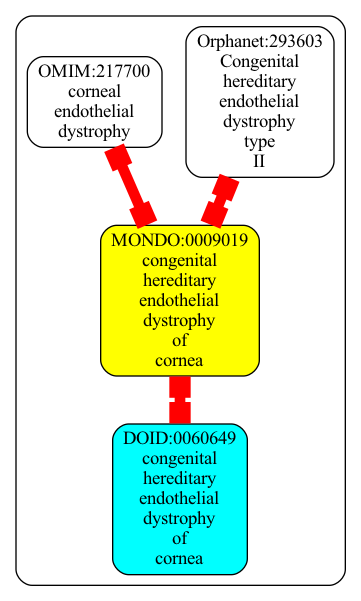 OMIM:217700
corneal
endothelial
dystrophy
Orphanet:293603
Congenital
hereditary
endothelial
dystrophy
type
II
MONDO:0009019
congenital
hereditary
endothelial
dystrophy
of
cornea
DOID:0060649
congenital
hereditary
endothelial
dystrophy
of
cornea